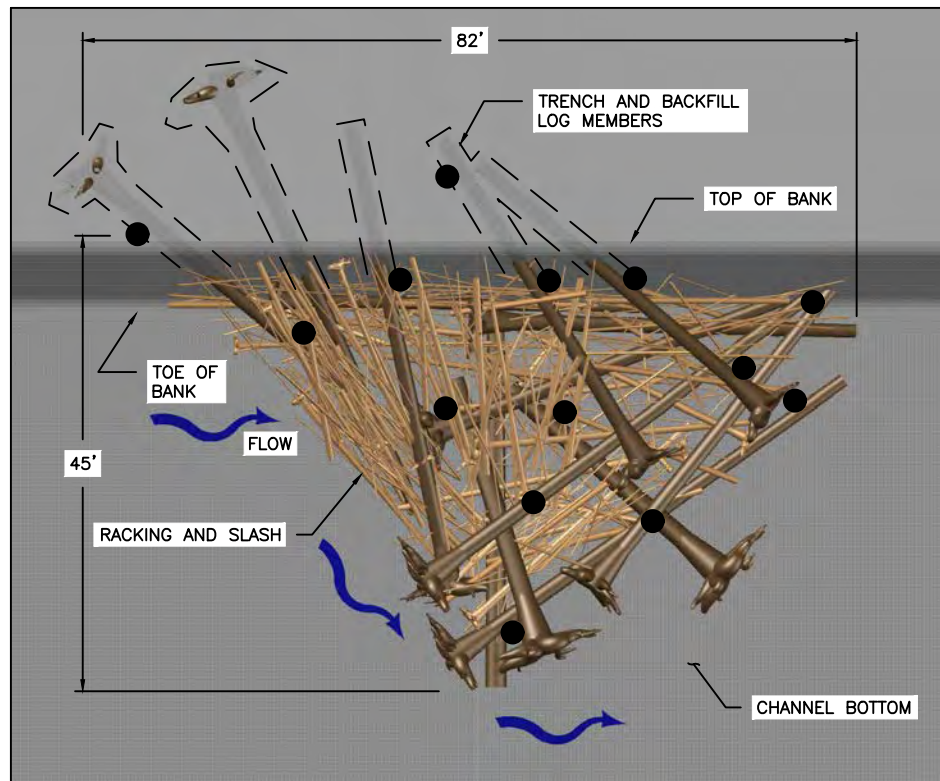 82'
TRENCH AND BACKFILL
LOG MEMBERS
TOP OF BANK
TOE OF
BANK
FLOW
45'
RACKING AND SLASH
CHANNEL BOTTOM